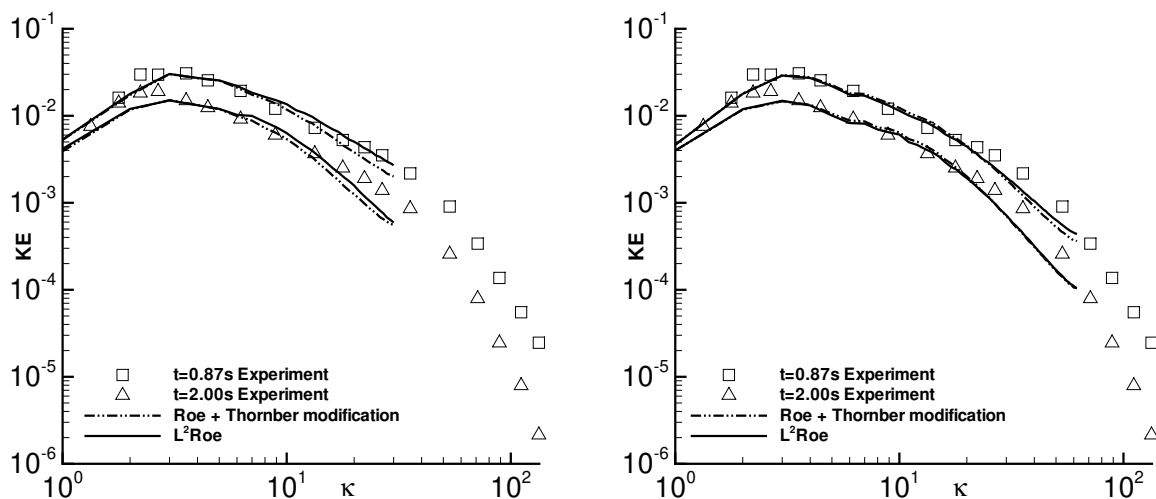 10⁻¹
10⁻²
10⁻³
10⁻⁴
10⁻⁵
10⁻⁶
KE
t=0.87s Experiment
t=2.00s Experiment
Roe + Thornber modification
L²Roe
10⁰ κ 10¹ 10²
10⁻¹
10⁻²
10⁻³
10⁻⁴
10⁻⁵
10⁻⁶
KE
t=0.87s Experiment
t=2.00s Experiment
Roe + Thornber modification
L²Roe
10⁰ κ 10¹ 10²